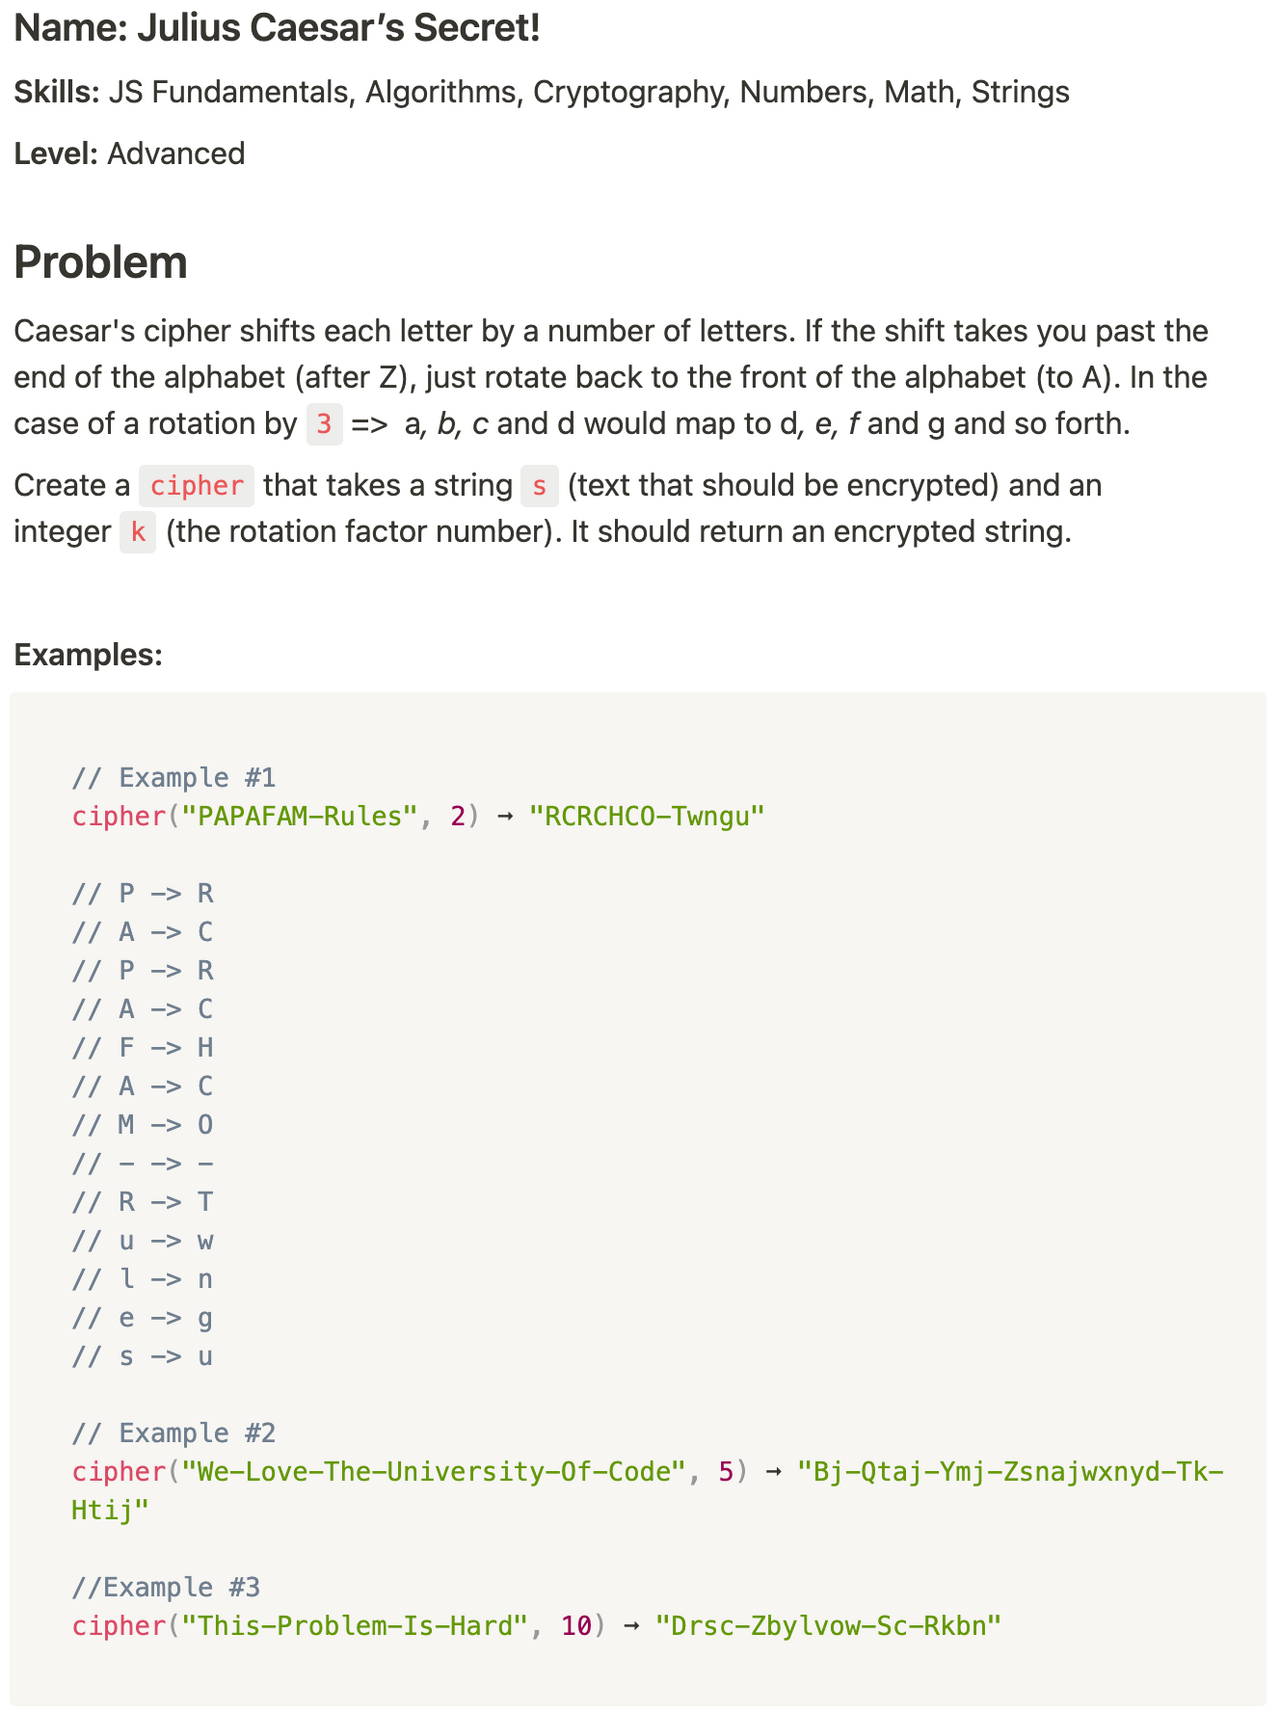 Name: Julius Caesar’s Secret!
Skills: JS Fundamentals, Algorithms, Cryptography, Numbers, Math, Strings
Level: Advanced
Problem
Caesar's cipher shifts each letter by a number of letters. If the shift takes you past the
end of the alphabet (after Z), just rotate back to the front of the alphabet (to A). In the
case of a rotation by 3 => a, b, c and d would map to d, e, f and g and so forth.
Create a cipher that takes a string s (text that should be encrypted) and an
integer k (the rotation factor number). It should return an encrypted string.
Examples:
// Example #1
cipher("PAPAFAM-Rules", 2) → "RCRCHCO-Twngu"
// P -> R
// A -> C
// P -> R
// A -> C
// F -> H
// A -> C
// M -> O
// - -> -
// R -> T
// u -> w
// l -> n
// e -> g
// s -> u
// Example #2
cipher("We-Love-The-University-Of-Code", 5) → "Bj-Qtaj-Ymj-Zsnajwxnyd-Tk-
Htij"
//Example #3
cipher("This-Problem-Is-Hard", 10) → "Drsc-Zbylvow-Sc-Rkbn"